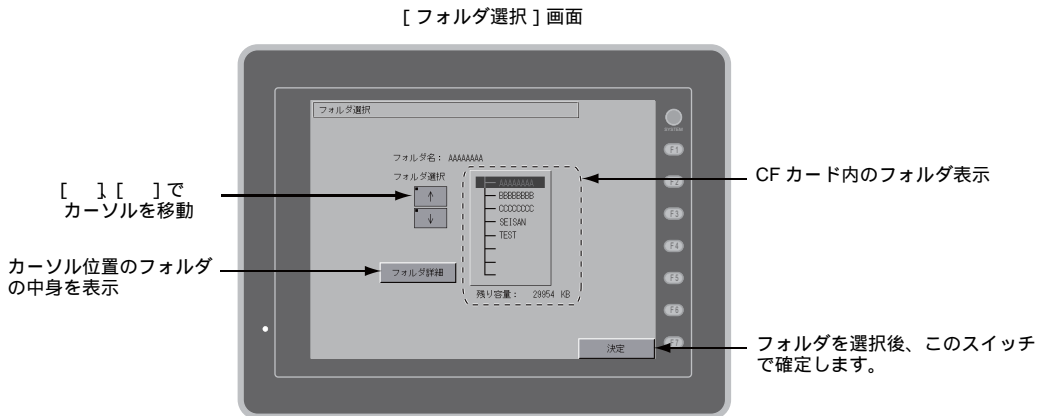 [ フォルダ選択 ] 画面
フォルダ選択
SYSTEM
フォルダ名： AAAAAAAA
F1
フォルダ選択
↑
↓
AAAAAAAA
BBBBBBBB
CCCCCCCC
SEISAN
TEST
F2
F3
F4
F5
F6
F7
[　] [　] で
カーソルを移動
CF カード内のフォルダ表示
カーソル位置のフォルダ
の中身を表示
フォルダ詳細
残り容量： 29954 KB
決定
フォルダを選択後、このスイッチ
で確定します。